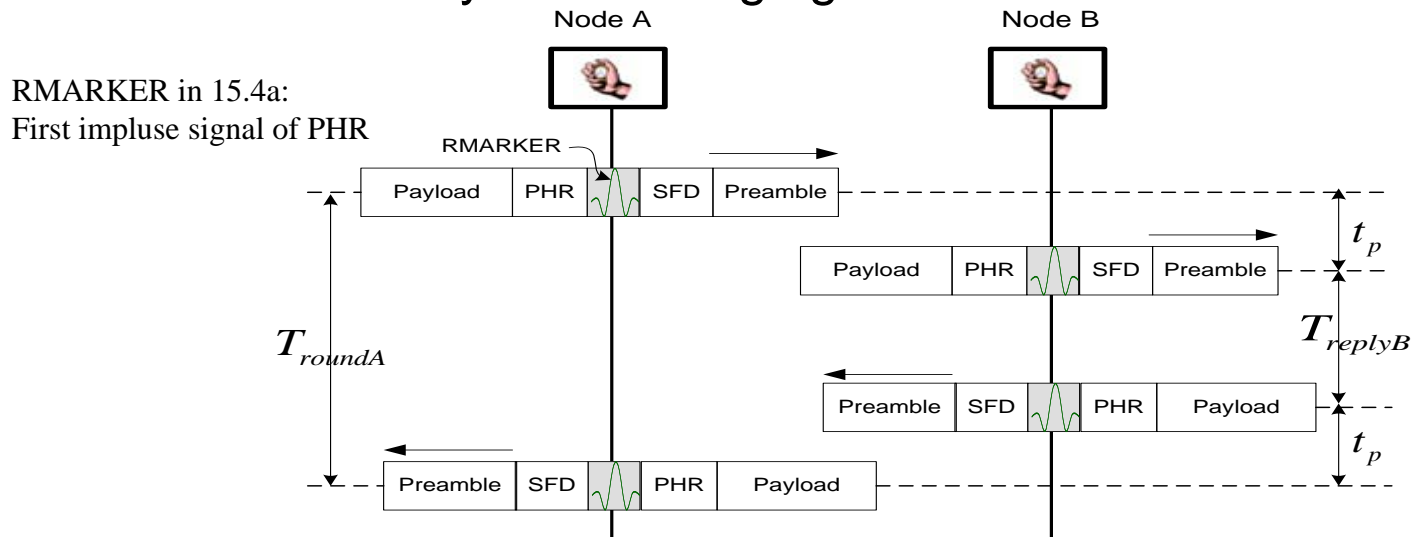 Node A
Node B
RMARKER in 15.4a:
First impluse signal of PHR
RMARKER
Payload PHR SFD Preamble
t_p
Payload PHR SFD Preamble
T_roundA
T_replyB
Preamble SFD PHR Payload
t_p
Preamble SFD PHR Payload